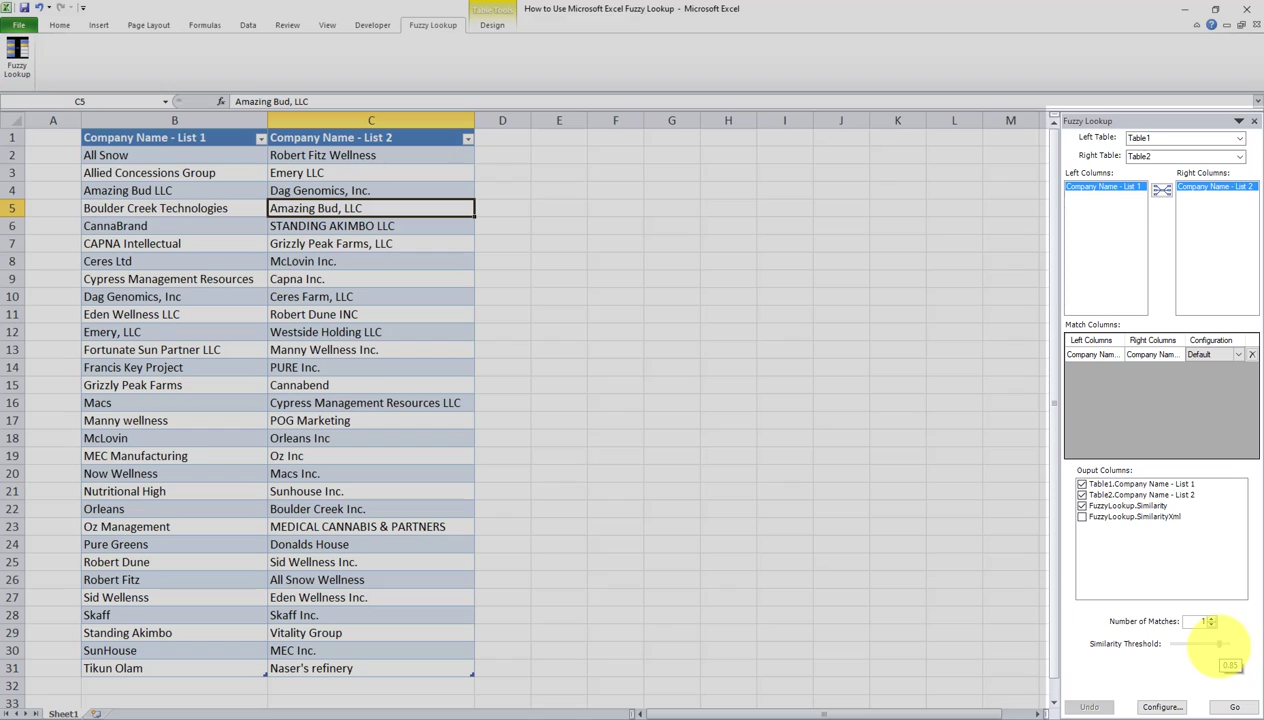 Table Tools
How to Use Microsoft Excel Fuzzy Lookup - Microsoft Excel
File Home Insert Page Layout Formulas Data Review View Developer Fuzzy Lookup Design
Fuzzy
Lookup
C5 fx Amazing Bud, LLC
A B C D E F G H I J K L M
1 Company Name - List 1 Company Name - List 2
2 All Snow Robert Fitz Wellness
3 Allied Concessions Group Emery LLC
4 Amazing Bud LLC Dag Genomics, Inc.
5 Boulder Creek Technologies Amazing Bud, LLC
6 CannaBrand STANDING AKIMBO LLC
7 CAPNA Intellectual Grizzly Peak Farms, LLC
8 Ceres Ltd McLovin Inc.
9 Cypress Management Resources Capna Inc.
10 Dag Genomics, Inc Ceres Farm, LLC
11 Eden Wellness LLC Robert Dune INC
12 Emery, LLC Westside Holding LLC
13 Fortunate Sun Partner LLC Manny Wellness Inc.
14 Francis Key Project PURE Inc.
15 Grizzly Peak Farms Cannabend
16 Macs Cypress Management Resources LLC
17 Manny wellness POG Marketing
18 McLovin Orleans Inc
19 MEC Manufacturing Oz Inc
20 Now Wellness Macs Inc.
21 Nutritional High Sunhouse Inc.
22 Orleans Boulder Creek Inc.
23 Oz Management MEDICAL CANNABIS & PARTNERS
24 Pure Greens Donalds House
25 Robert Dune Sid Wellness Inc.
26 Robert Fitz All Snow Wellness
27 Sid Wellenss Eden Wellness Inc.
28 Skaff Skaff Inc.
29 Standing Akimbo Vitality Group
30 SunHouse MEC Inc.
31 Tikun Olam Naser's refinery
32
33
Sheet1
Fuzzy Lookup
Left Table: Table1
Right Table: Table2
Left Columns: Right Columns:
Company Name - List 1 Company Name - List 2
Match Columns:
Left Columns Right Columns Configuration
Company Nam... Company Nam... Default
Ouput Columns:
Table1.Company Name - List 1
Table2.Company Name - List 2
FuzzyLookup.Similarity
FuzzyLookup.SimilarityXml
Number of Matches: 1
Similarity Threshold:
0.85
Undo Configure... Go